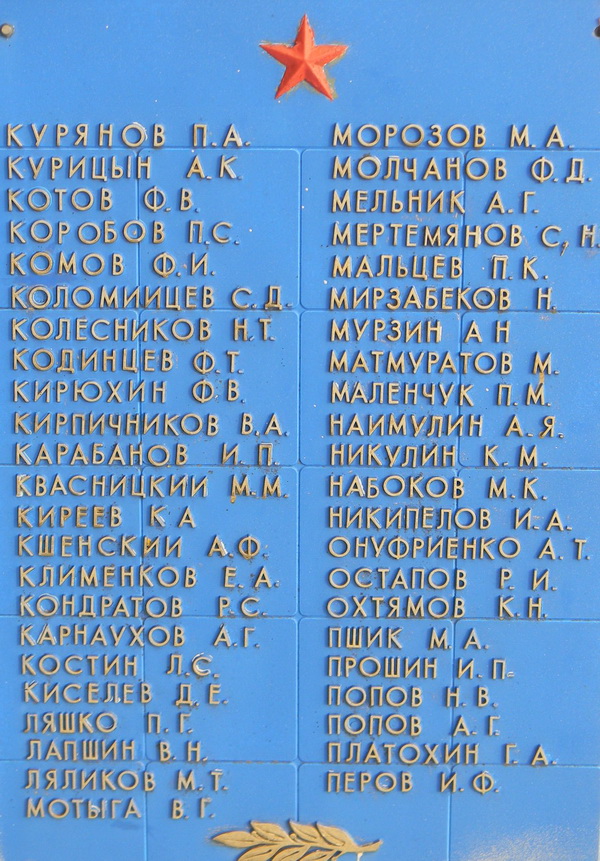 КУРЯНОВ П.А.
КУРИЦЫН А.К.
КОТОВ Ф.В.
КОРОБОВ П.С.
КОМОВ Ф.И.
КОЛОМИИЦЕВ С.Д.
КОЛЕСНИКОВ Н.Т.
КОДИНЦЕВ Ф.Т.
КИРЮХИН Ф.В.
КИРПИЧНИКОВ В.А.
КАРАБАНОВ И.П.
КВАСНИЦКИИ М.М.
КИРЕЕВ К А
КШЕНСКИИ А.Ф.
КЛИМЕНКОВ Е.А.
КОНДРАТОВ Р.С.
КАРНАУХОВ А.Г.
КОСТИН Л.С.
КИСЕЛЕВ Д.Е.
ЛЯШКО П.Г.
ЛАПШИН В.Н.
ЛЯЛИКОВ М.Т.
МОТЫГА В.Г.
МОРОЗОВ М.А.
МОЛЧАНОВ Ф.Д.
МЕЛЬНИК А.Г.
МЕРТЕМЯНОВ С,Н.
МАЛЬЦЕВ П.К.
МИРЗАБЕКОВ Н.
МУРЗИН А Н
МАТМУРАТОВ М.
МАЛЕНЧУК П.М.
НАИМУЛИН А.Я.
НИКУЛИН К.М.
НАБОКОВ М.К.
НИКИПЕЛОВ И.А.
ОНУФРИЕНКО А.Т.
ОСТАПОВ Р.И.
ОХТЯМОВ К.Н.
ПШИК М.А.
ПРОШИН И.П.
ПОПОВ Н.В.
ПОПОВ А.Г.
ПЛАТОХИН Г.А.
ПЕРОВ И.Ф.